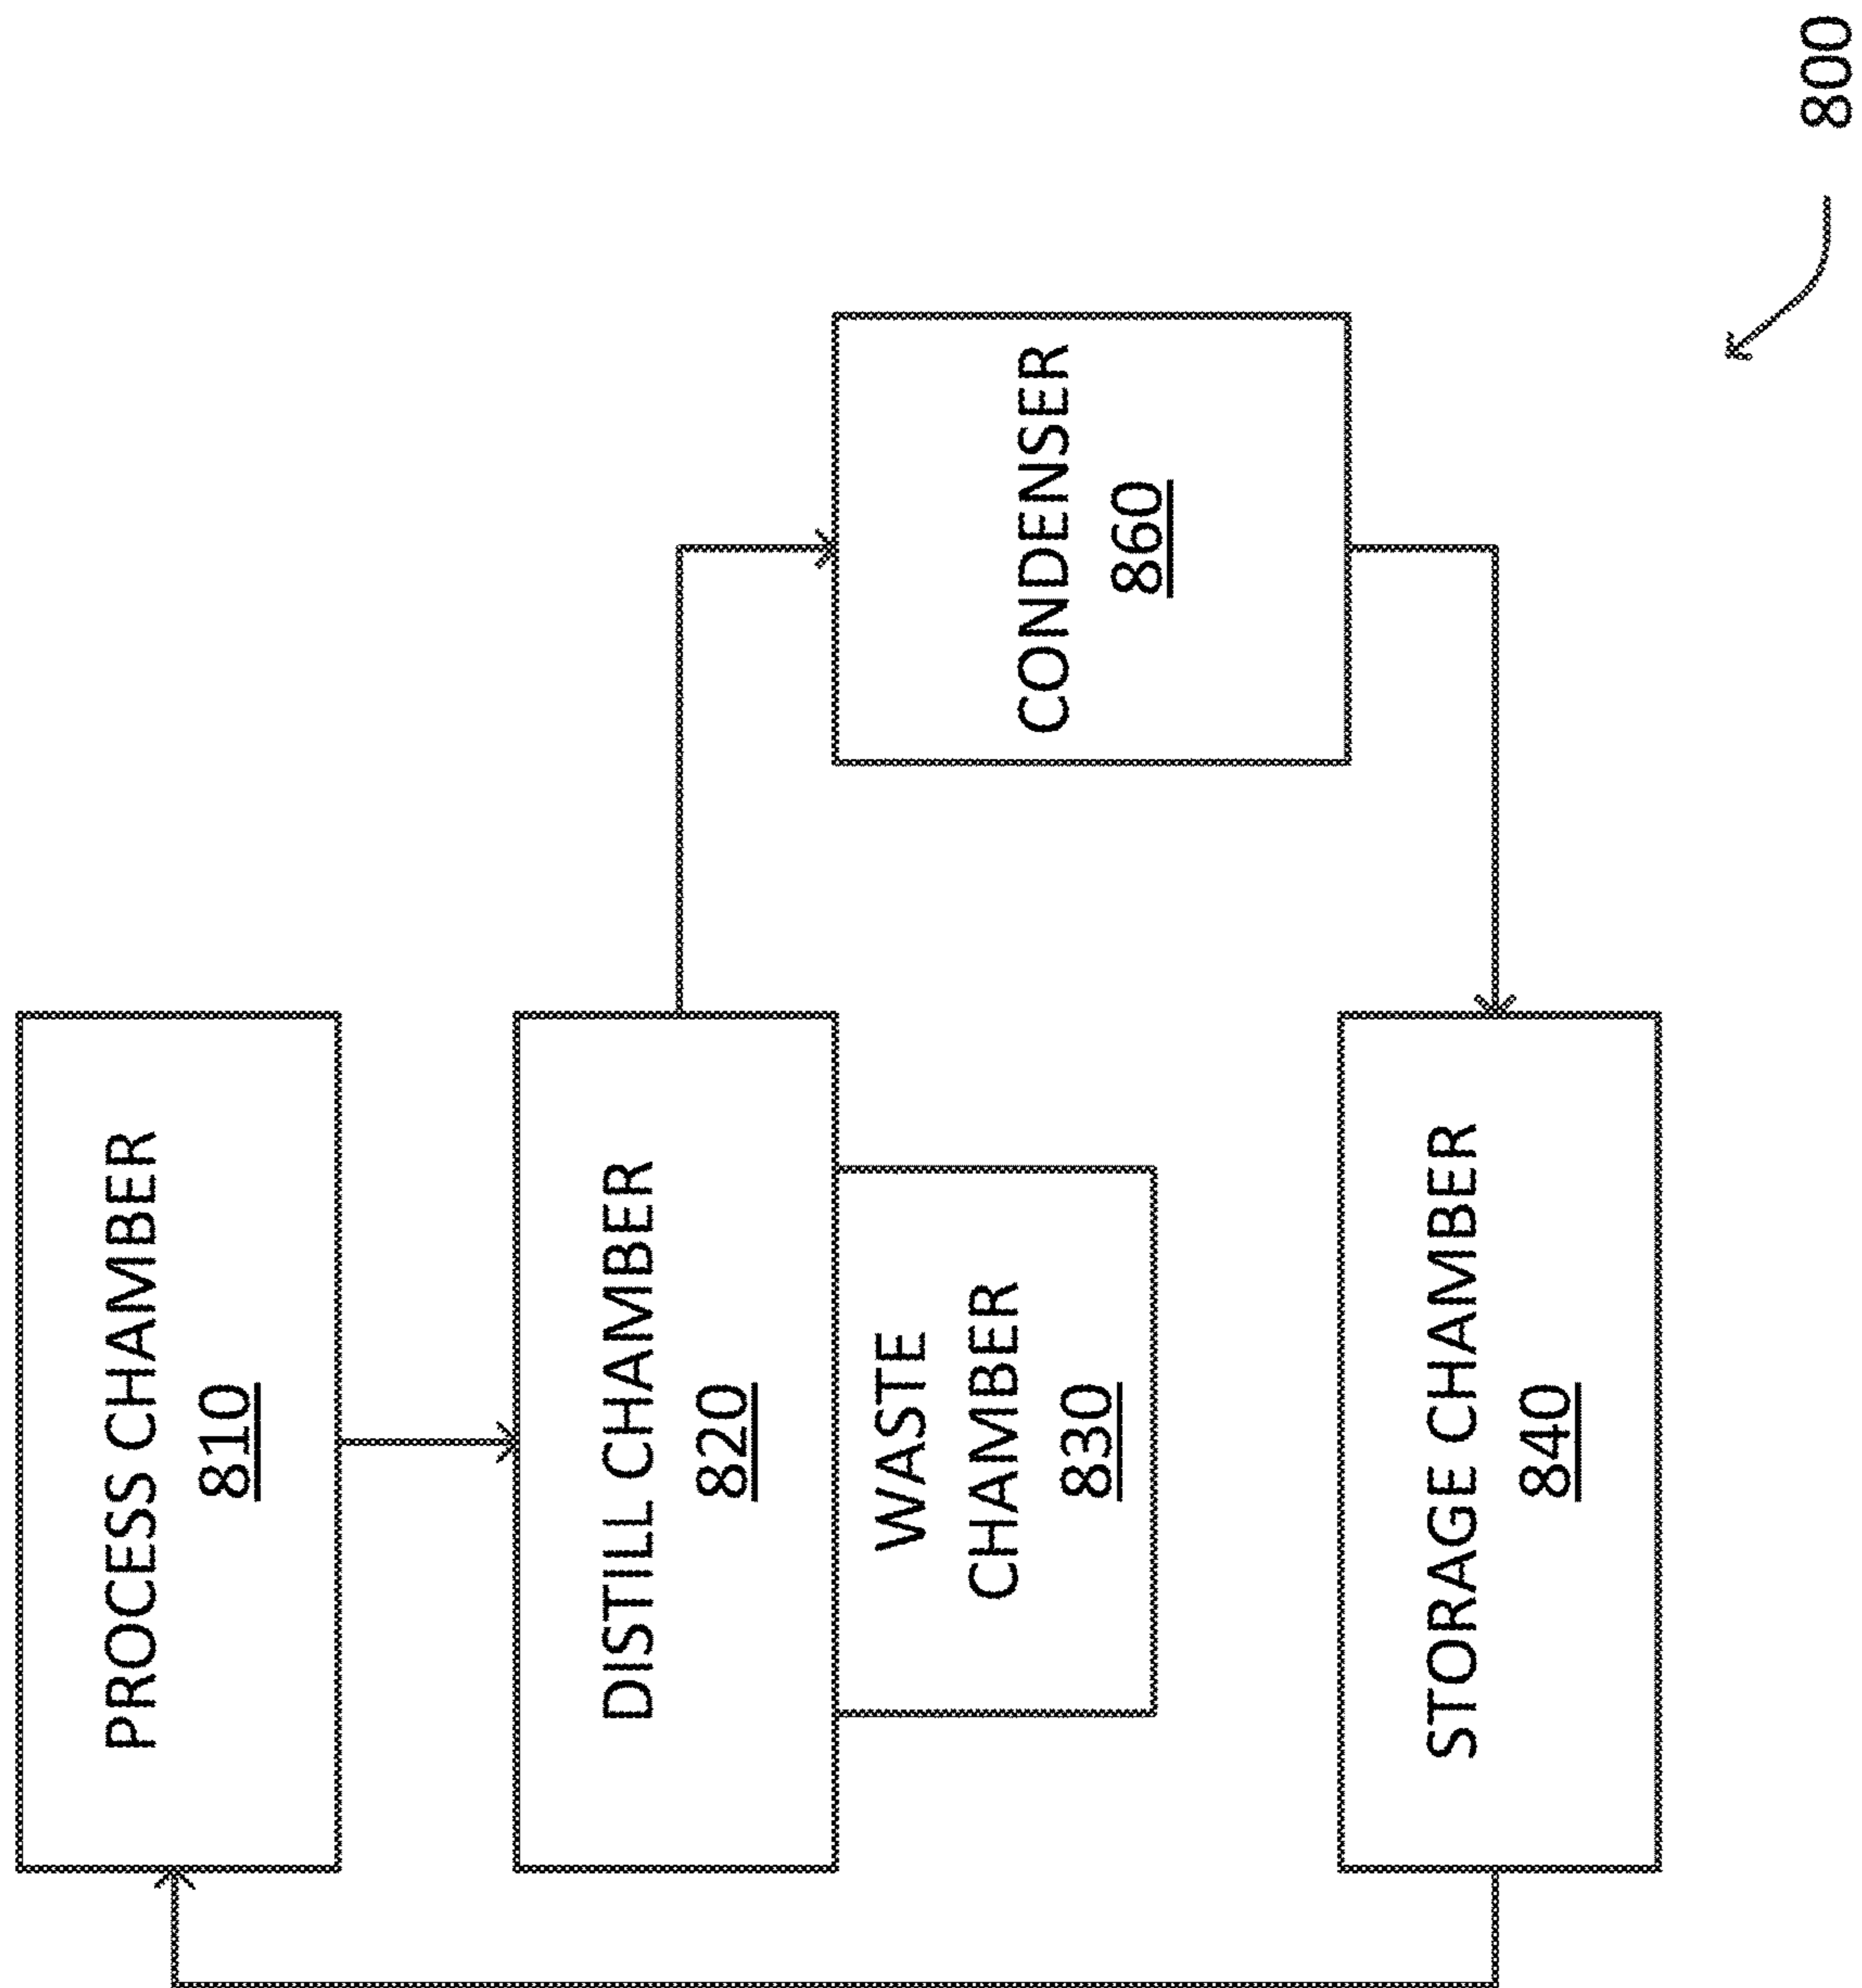 PROCESS CHAMBER
810
DISTILL CHAMBER
820
WASTE
CHAMBER
830
CONDENSER
860
STORAGE CHAMBER
840
800